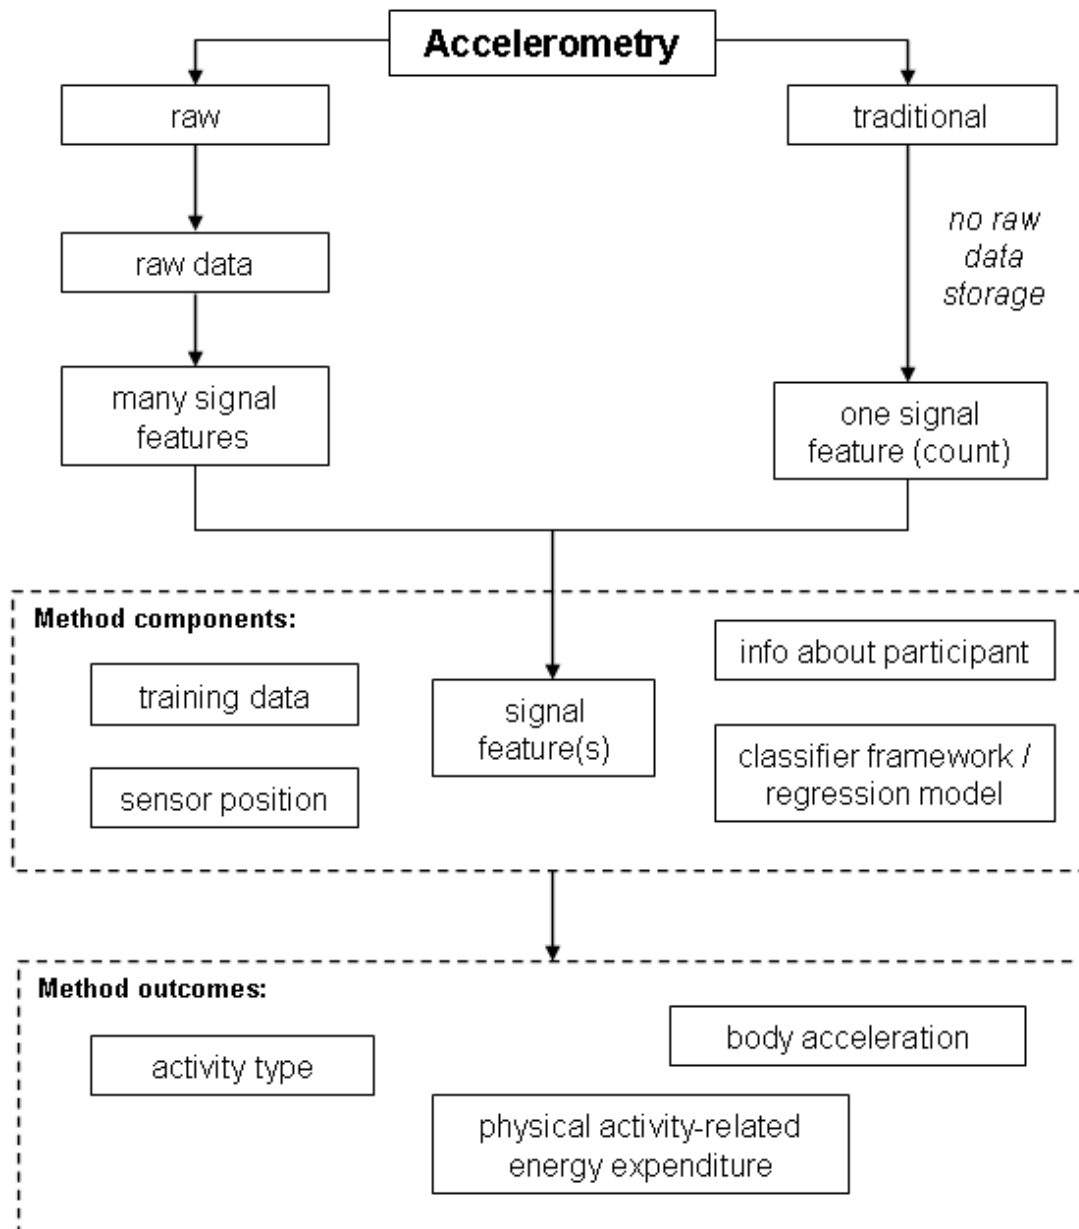 Accelerometry
raw
traditional
raw data
no raw
data
storage
many signal
features
one signal
feature (count)
Method components:
training data
sensor position
signal
feature(s)
info about participant
classifier framework /
regression model
Method outcomes:
activity type
body acceleration
physical activity-related
energy expenditure